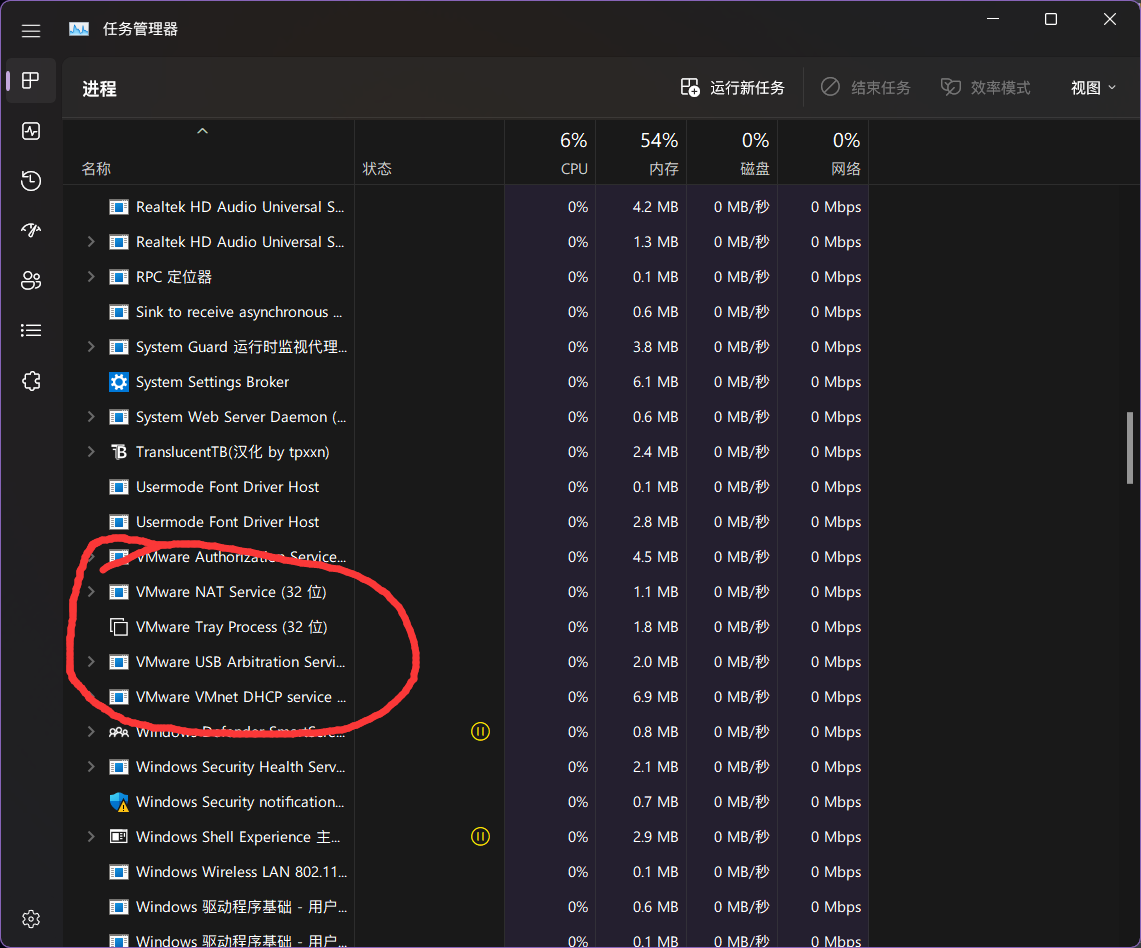 任务管理器
进程 运行新任务 结束任务 效率模式 视图
6% 54% 0% 0%
名称 状态 CPU 内存 磁盘 网络
Realtek HD Audio Universal S... 0% 4.2 MB 0 MB/秒 0 Mbps
Realtek HD Audio Universal S... 0% 1.3 MB 0 MB/秒 0 Mbps
RPC 定位器 0% 0.1 MB 0 MB/秒 0 Mbps
Sink to receive asynchronous ... 0% 0.6 MB 0 MB/秒 0 Mbps
System Guard 运行时监视代理... 0% 3.8 MB 0 MB/秒 0 Mbps
System Settings Broker 0% 6.1 MB 0 MB/秒 0 Mbps
System Web Server Daemon (... 0% 0.6 MB 0 MB/秒 0 Mbps
TranslucentTB(汉化 by tpxxn) 0% 2.4 MB 0 MB/秒 0 Mbps
Usermode Font Driver Host 0% 0.1 MB 0 MB/秒 0 Mbps
Usermode Font Driver Host 0% 2.8 MB 0 MB/秒 0 Mbps
VMware Authorization Service... 0% 4.5 MB 0 MB/秒 0 Mbps
VMware NAT Service (32 位) 0% 1.1 MB 0 MB/秒 0 Mbps
VMware Tray Process (32 位) 0% 1.8 MB 0 MB/秒 0 Mbps
VMware USB Arbitration Servi... 0% 2.0 MB 0 MB/秒 0 Mbps
VMware VMnet DHCP service ... 0% 6.9 MB 0 MB/秒 0 Mbps
Windows Defender SmartScre... 0% 0.8 MB 0 MB/秒 0 Mbps
Windows Security Health Serv... 0% 2.1 MB 0 MB/秒 0 Mbps
Windows Security notification... 0% 0.7 MB 0 MB/秒 0 Mbps
Windows Shell Experience 主... 0% 2.9 MB 0 MB/秒 0 Mbps
Windows Wireless LAN 802.11... 0% 0.1 MB 0 MB/秒 0 Mbps
Windows 驱动程序基础 - 用户... 0% 0.6 MB 0 MB/秒 0 Mbps
Windows 驱动程序基础 - 用户... 0% 0.1 MB 0 MB/秒 0 Mbps